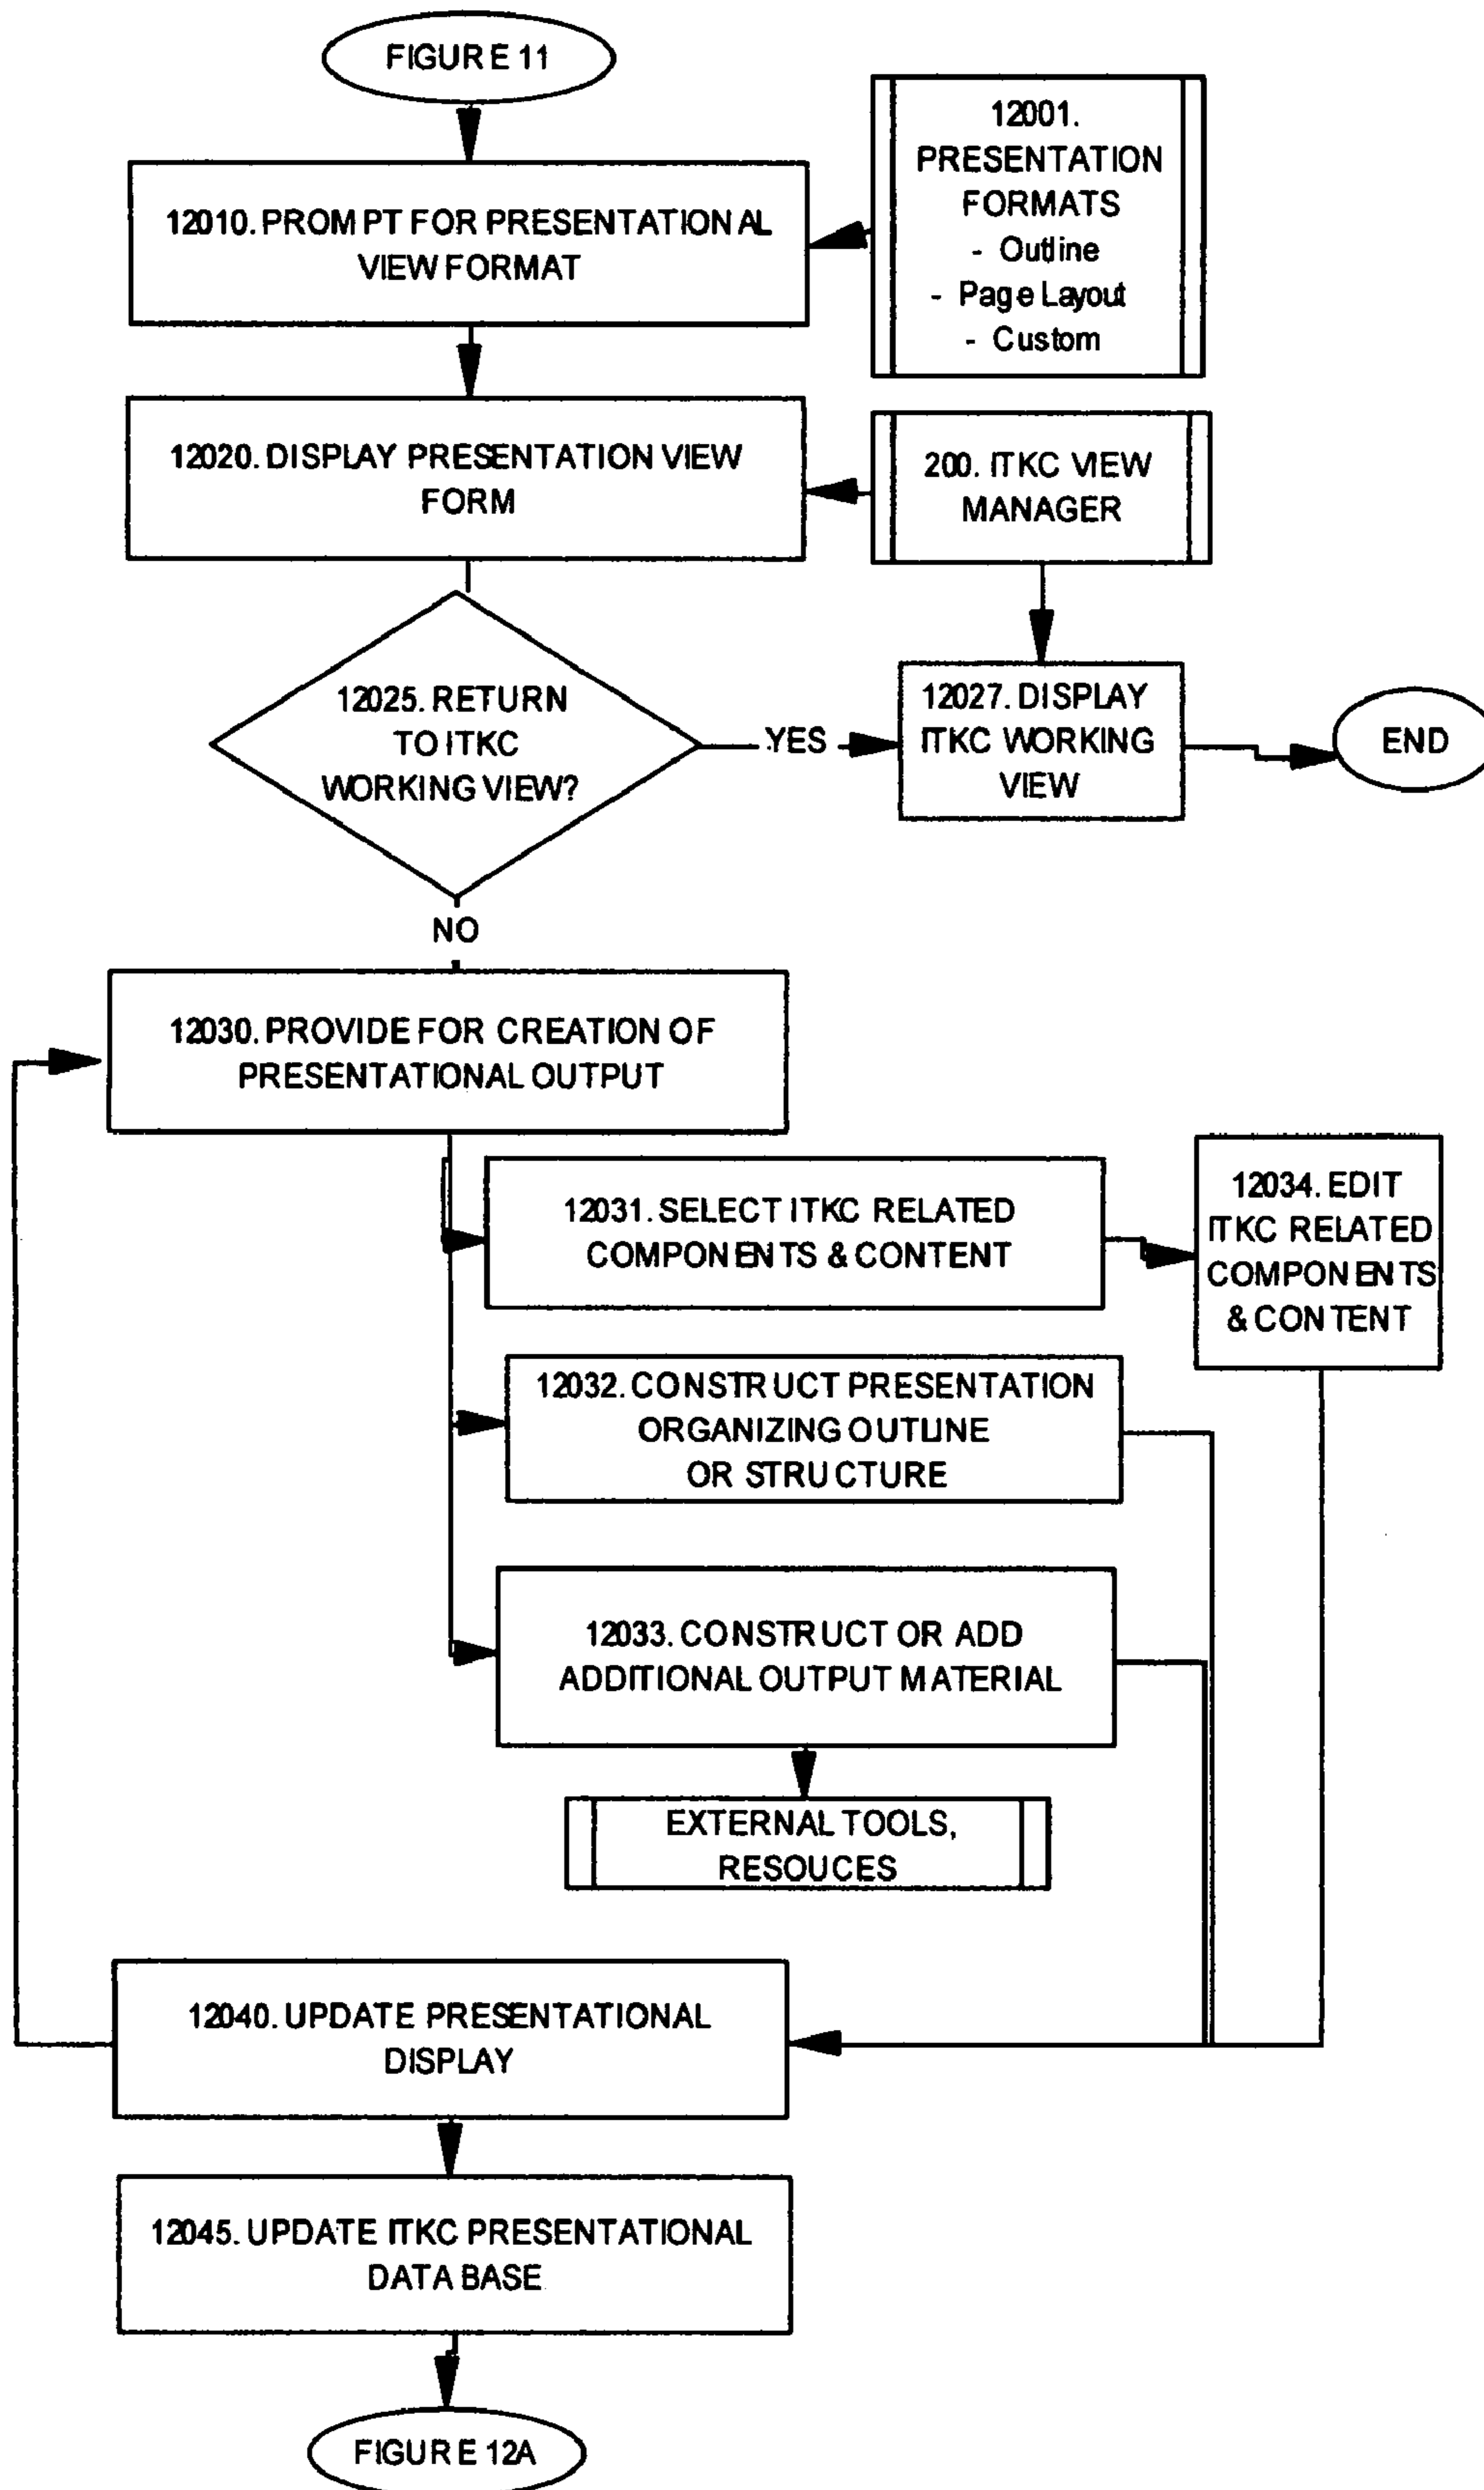 FIGURE 11
12001.
PRESENTATION
FORMATS
- Outline
- Page Layout
- Custom
12010. PROMPT FOR PRESENTATIONAL
VIEW FORMAT
12020. DISPLAY PRESENTATION VIEW
FORM
200. ITKC VIEW
MANAGER
12025. RETURN
TO ITKC
WORKING VIEW?
YES
12027. DISPLAY
ITKC WORKING
VIEW
END
NO
12030. PROVIDE FOR CREATION OF
PRESENTATIONAL OUTPUT
12031. SELECT ITKC RELATED
COMPONENTS & CONTENT
12034. EDIT
ITKC RELATED
COMPONENTS
& CONTENT
12032. CONSTRUCT PRESENTATION
ORGANIZING OUTLINE
OR STRUCTURE
12033. CONSTRUCT OR ADD
ADDITIONAL OUTPUT MATERIAL
EXTERNAL TOOLS,
RESOUCES
12040. UPDATE PRESENTATIONAL
DISPLAY
12045. UPDATE ITKC PRESENTATIONAL
DATA BASE
FIGURE 12A